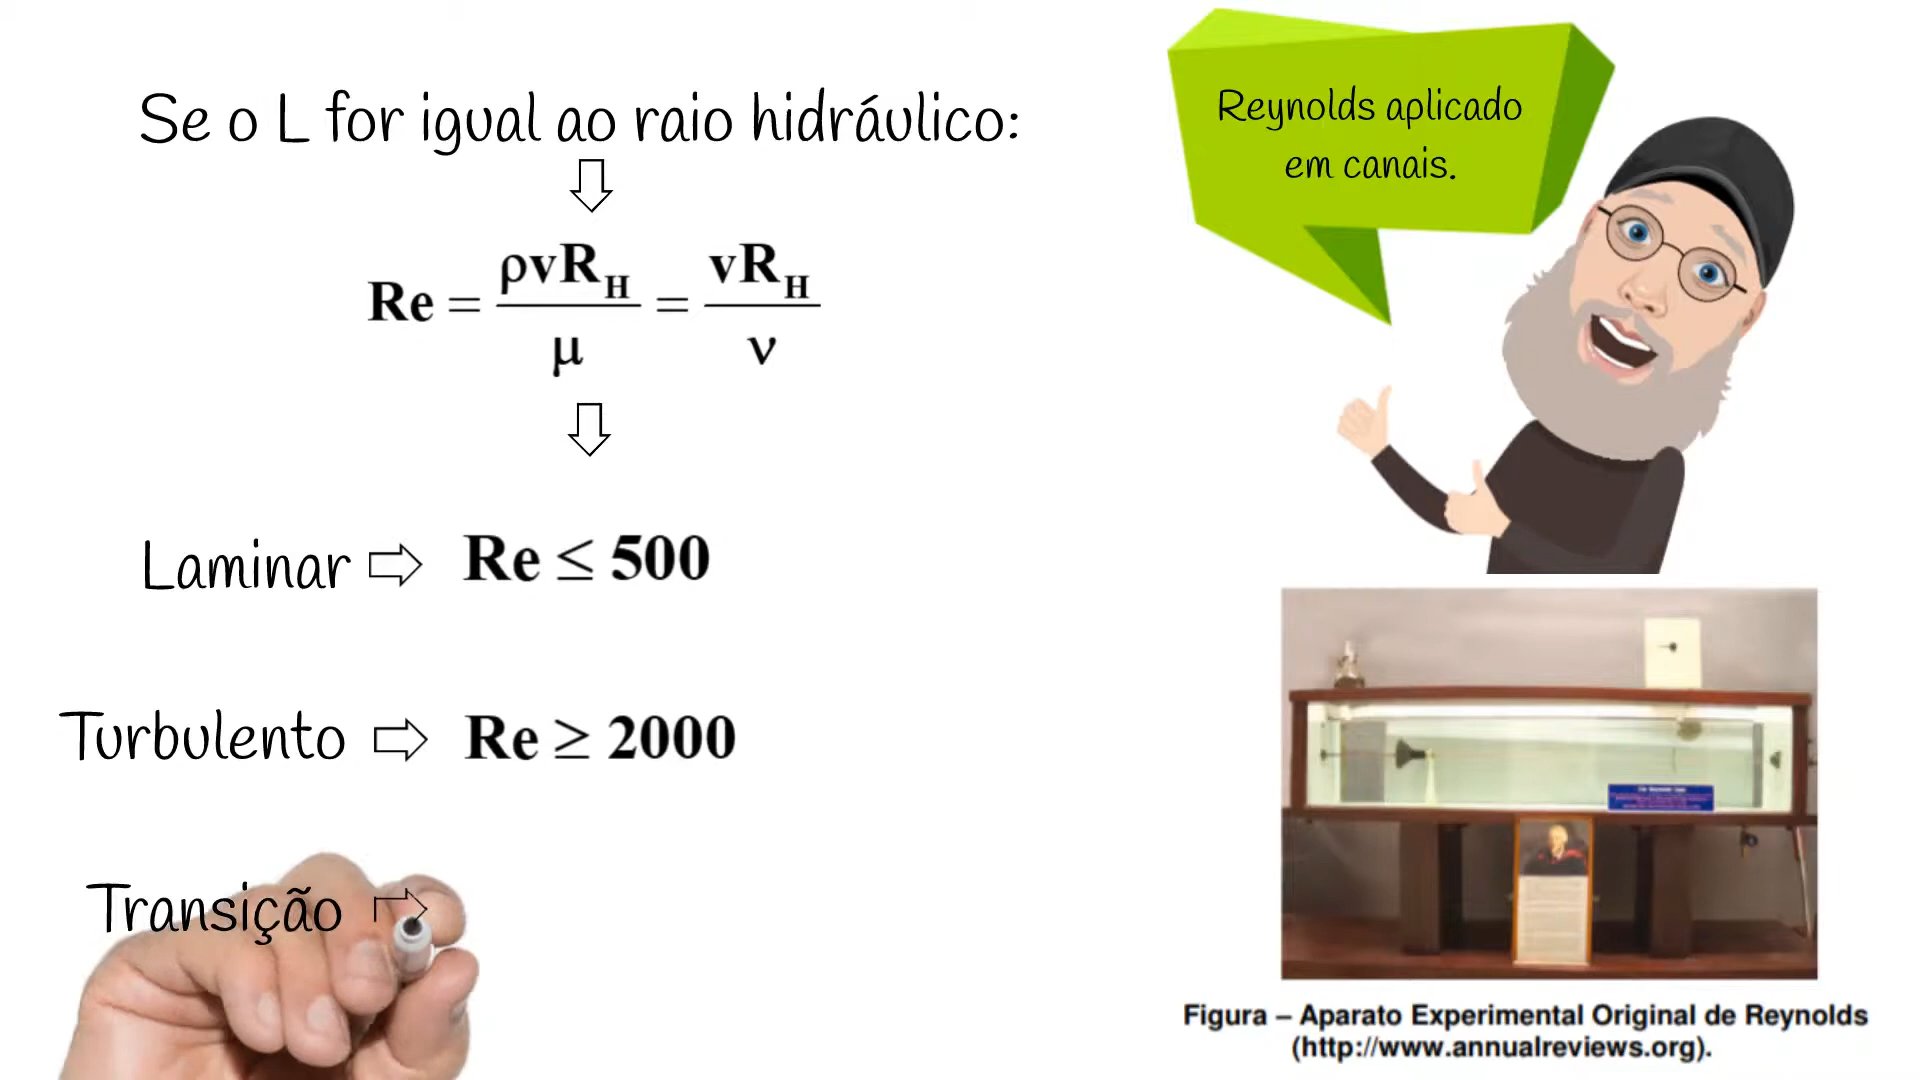 Se o L for igual ao raio hidráulico:
Re = ρvR_H / μ = vR_H / ν
Laminar ⇨ Re ≤ 500
Turbulento ⇨ Re ≥ 2000
Transição
Reynolds aplicado
em canais.
Figura – Aparato Experimental Original de Reynolds
(http://www.annualreviews.org).